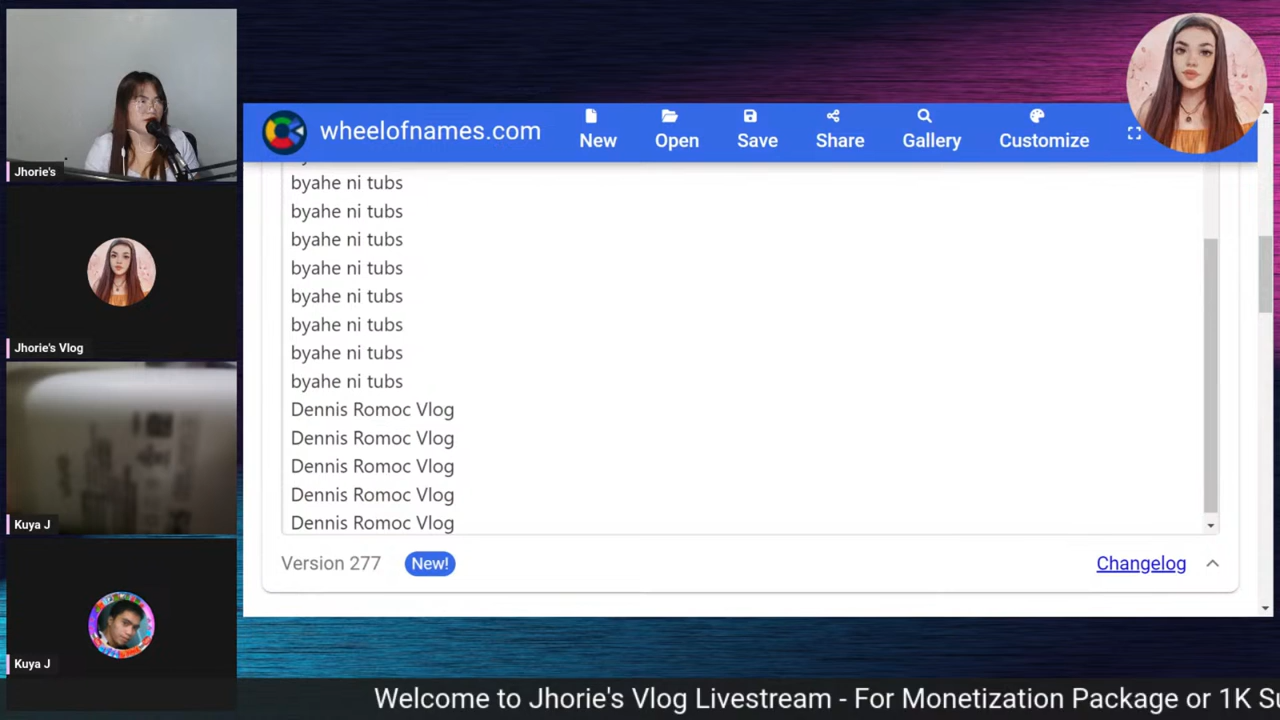 Jhorie's
Jhorie's Vlog
Kuya J
Kuya J
wheelofnames.com
New
Open
Save
Share
Gallery
Customize
byahe ni tubs
byahe ni tubs
byahe ni tubs
byahe ni tubs
byahe ni tubs
byahe ni tubs
byahe ni tubs
byahe ni tubs
Dennis Romoc Vlog
Dennis Romoc Vlog
Dennis Romoc Vlog
Dennis Romoc Vlog
Dennis Romoc Vlog
Version 277
New!
Changelog
Welcome to Jhorie's Vlog Livestream - For Monetization Package or 1K